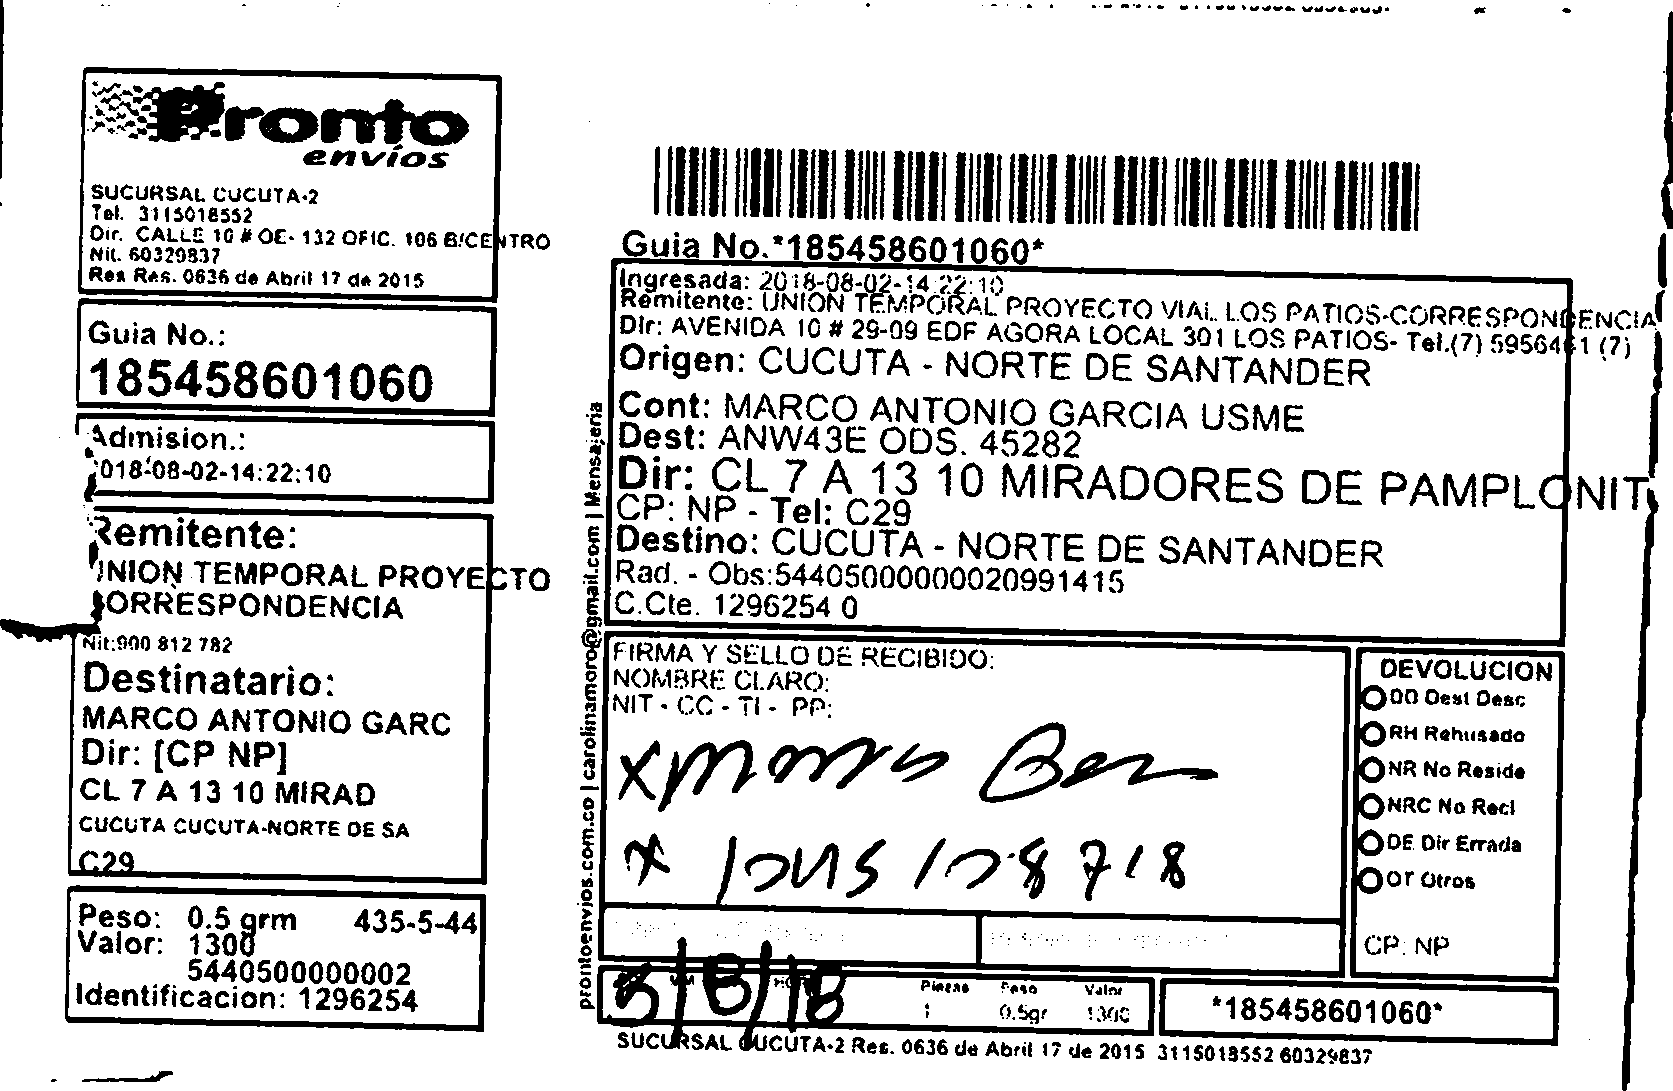 Pronto
envíos
SUCURSAL CUCUTA-2
Tel. 3115018552
Dir. CALLE 10 # OE- 132 OFIC. 106 B/CENTRO
Nit. 60329837
Res Res. 0636 de Abril 17 de 2015
Guia No.:
185458601060
Admision.:
018-08-02-14:22:10
Remitente:
UNION TEMPORAL PROYECTO
CORRESPONDENCIA
Nit:900 812 782
Destinatario:
MARCO ANTONIO GARC
Dir: [CP NP]
CL 7 A 13 10 MIRAD
CUCUTA CUCUTA-NORTE DE SA
C29
Peso: 0.5 grm 435-5-44
Valor: 1300
5440500000002
Identificacion: 1296254
prontoenvios.com.co | carolinamoro@gmail.com | Mensajeria
Guia No.*185458601060*
Ingresada: 2018-08-02-14:22:10
Remitente: UNION TEMPORAL PROYECTO VIAL LOS PATIOS-CORRESPONDENCIA
Dir: AVENIDA 10 # 29-09 EDF AGORA LOCAL 301 LOS PATIOS- Tel.(7) 5956461 (7)
Origen: CUCUTA - NORTE DE SANTANDER
Cont: MARCO ANTONIO GARCIA USME
Dest: ANW43E ODS. 45282
Dir: CL 7 A 13 10 MIRADORES DE PAMPLONIT
CP: NP - Tel: C29
Destino: CUCUTA - NORTE DE SANTANDER
Rad. - Obs:54405000000020991415
C.Cte. 1296254 0
FIRMA Y SELLO DE RECIBIDO:
NOMBRE CLARO:
NIT - CC - TI - PP:
DEVOLUCION
DD Dest Desc
RH Rehusado
NR No Reside
NRC No Recl
DE Dir Errada
OT Otros
CP: NP
3/8/18
Piezas Peso Valor
1 0.5gr 1300
*185458601060*
SUCURSAL CUCUTA-2 Res. 0636 de Abril 17 de 2015 3115018552 60329837